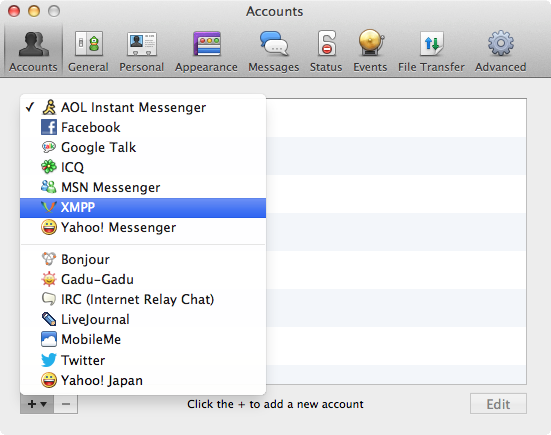 Accounts
Accounts General Personal Appearance Messages Status Events File Transfer Advanced
✓ AOL Instant Messenger
Facebook
Google Talk
ICQ
MSN Messenger
XMPP
Yahoo! Messenger
Bonjour
Gadu-Gadu
IRC (Internet Relay Chat)
LiveJournal
MobileMe
Twitter
Yahoo! Japan
Click the + to add a new account Edit